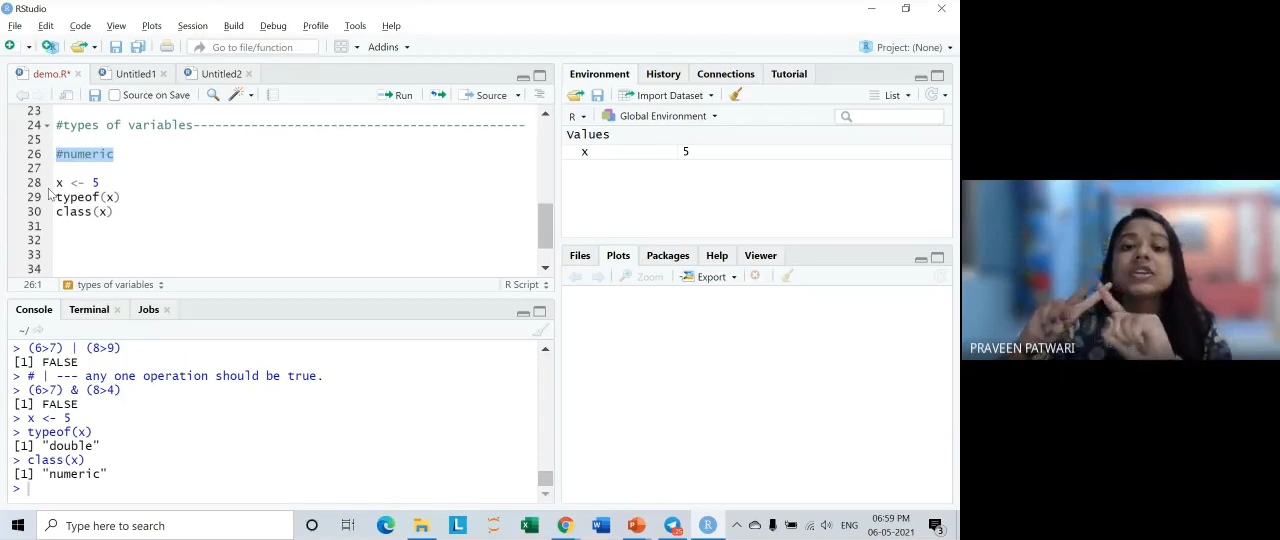 RStudio
File Edit Code View Plots Session Build Debug Profile Tools Help
Go to file/function Addins Project: (None)
demo.R* Untitled1 Untitled2
Source on Save Run Source
23
24 #types of variables----------------------------------------------
25
26 #numeric
27
28 x <- 5
29 typeof(x)
30 class(x)
31
32
33
34
26:1 # types of variables R Script
Console Terminal Jobs
~/
> (6>7) | (8>9)
[1] FALSE
> # | --- any one operation should be true.
> (6>7) & (8>4)
[1] FALSE
> x <- 5
> typeof(x)
[1] "double"
> class(x)
[1] "numeric"
>
Environment History Connections Tutorial
Import Dataset List
R Global Environment
Values
x 5
Files Plots Packages Help Viewer
Zoom Export
PRAVEEN PATWARI
Type here to search
ENG
06:59 PM
06-05-2021
3